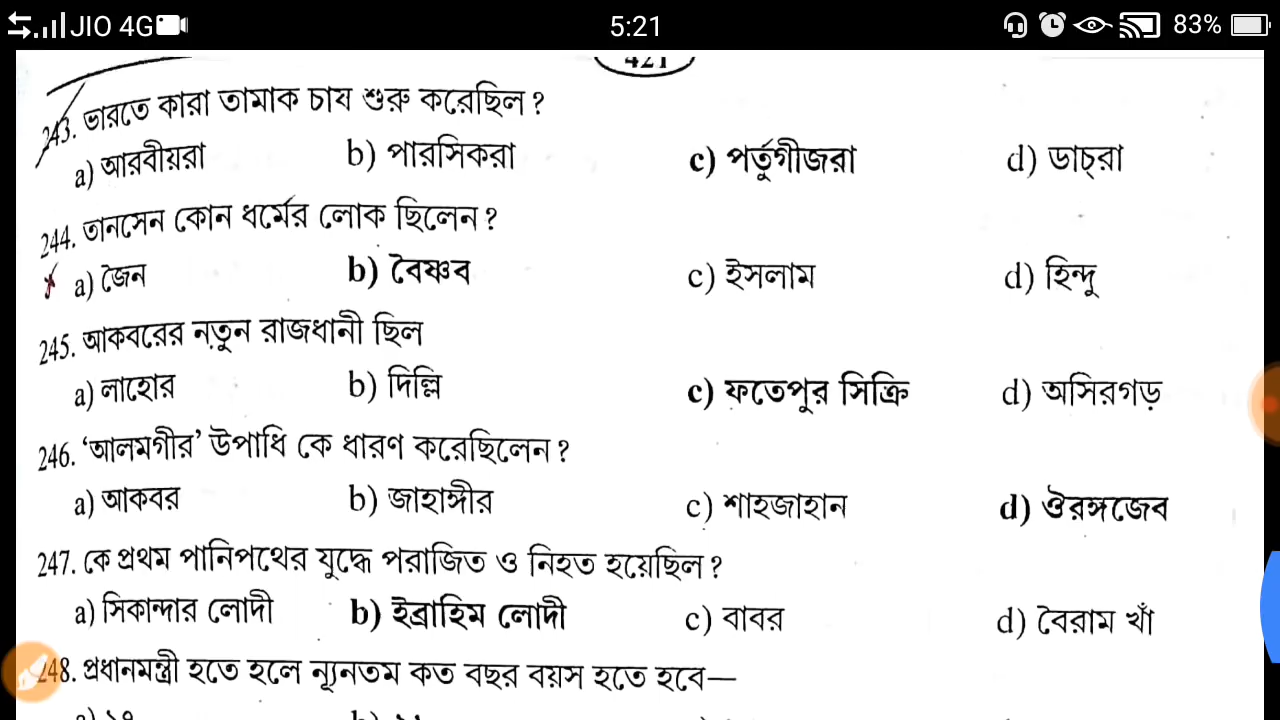 JIO 4G 5:21 83%
421
243. ভারতে কারা তামাক চাষ শুরু করেছিল ?
a) আরবীয়রা b) পারসিকরা c) পর্তুগীজরা d) ডাচ্‌রা
244. তানসেন কোন ধর্মের লোক ছিলেন ?
a) জৈন b) বৈষ্ণব c) ইসলাম d) হিন্দু
245. আকবরের নতুন রাজধানী ছিল
a) লাহোর b) দিল্লি c) ফতেপুর সিক্রি d) অসিরগড়
246. ‘আলমগীর’ উপাধি কে ধারণ করেছিলেন ?
a) আকবর b) জাহাঙ্গীর c) শাহজাহান d) ঔরঙ্গজেব
247. কে প্রথম পানিপথের যুদ্ধে পরাজিত ও নিহত হয়েছিল ?
a) সিকান্দার লোদী b) ইব্রাহিম লোদী c) বাবর d) বৈরাম খাঁ
248. প্রধানমন্ত্রী হতে হলে ন্যূনতম কত বছর বয়স হতে হবে—